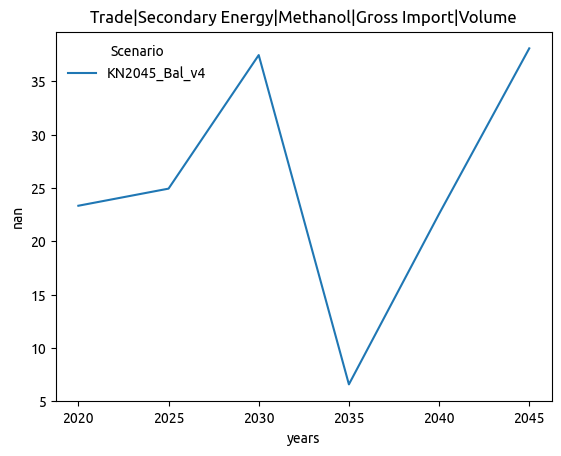 Trade|Secondary Energy|Methanol|Gross Import|Volume
Scenario
KN2045_Bal_v4
35
30
25
20
15
10
5
nan
2020 2025 2030 2035 2040 2045
years